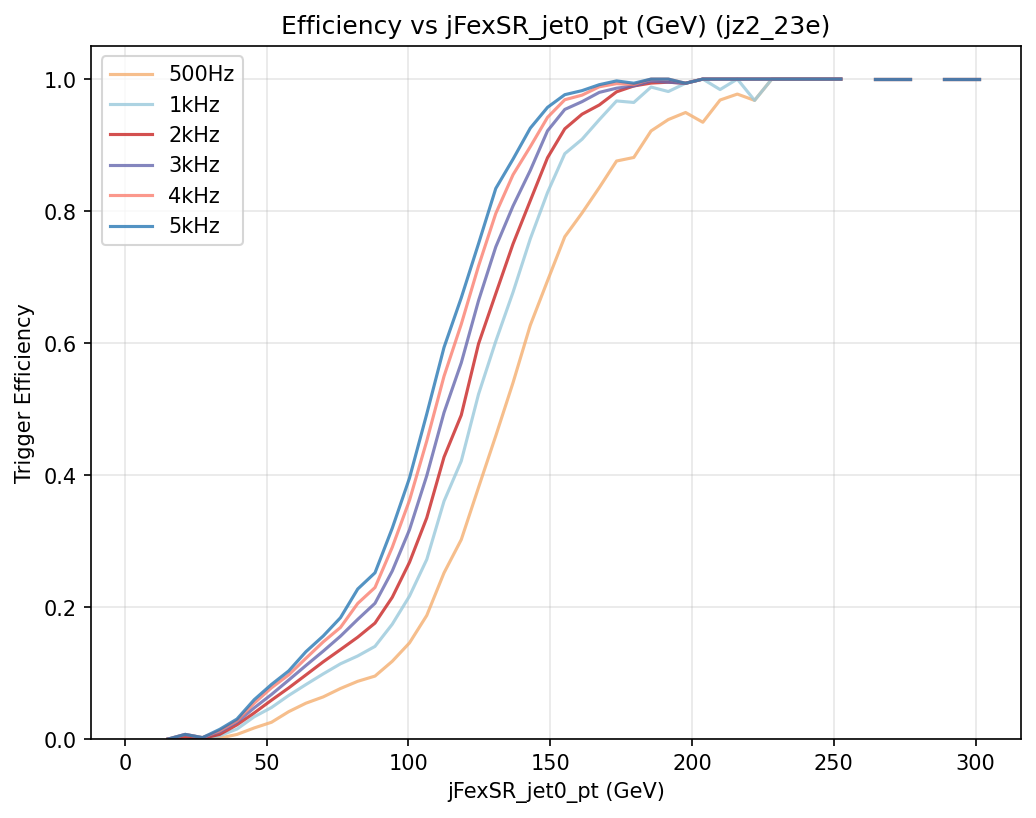 Efficiency vs jFexSR_jet0_pt (GeV) (jz2_23e)
500Hz
1kHz
2kHz
3kHz
4kHz
5kHz
Trigger Efficiency
1.0
0.8
0.6
0.4
0.2
0.0
0
50
100
150
200
250
300
jFexSR_jet0_pt (GeV)